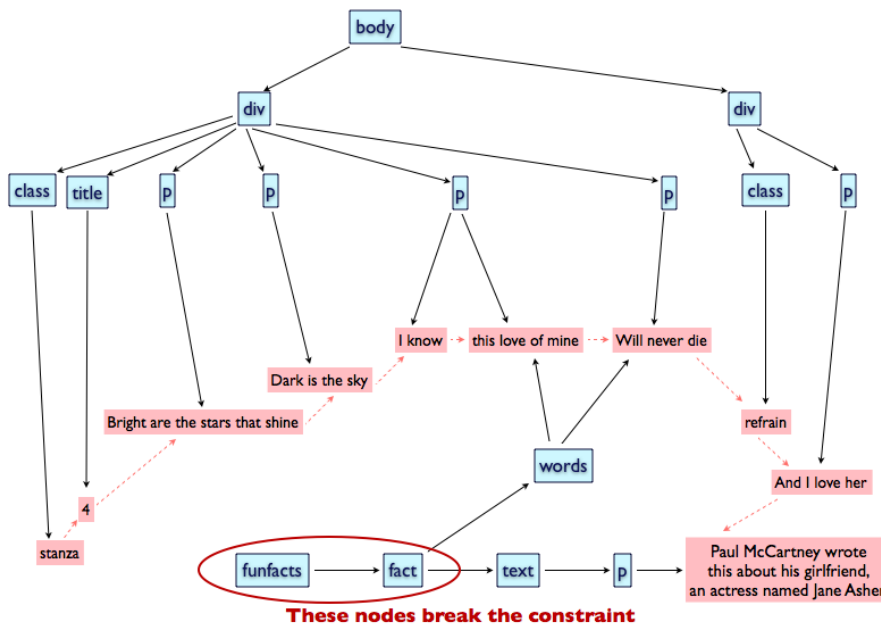 body
div
div
class
title
p
p
p
p
class
p
I know
this love of mine
Will never die
Dark is the sky
Bright are the stars that shine
refrain
words
And I love her
4
stanza
funfacts
fact
text
p
Paul McCartney wrote
this about his girlfriend,
an actress named Jane Asher
These nodes break the constraint